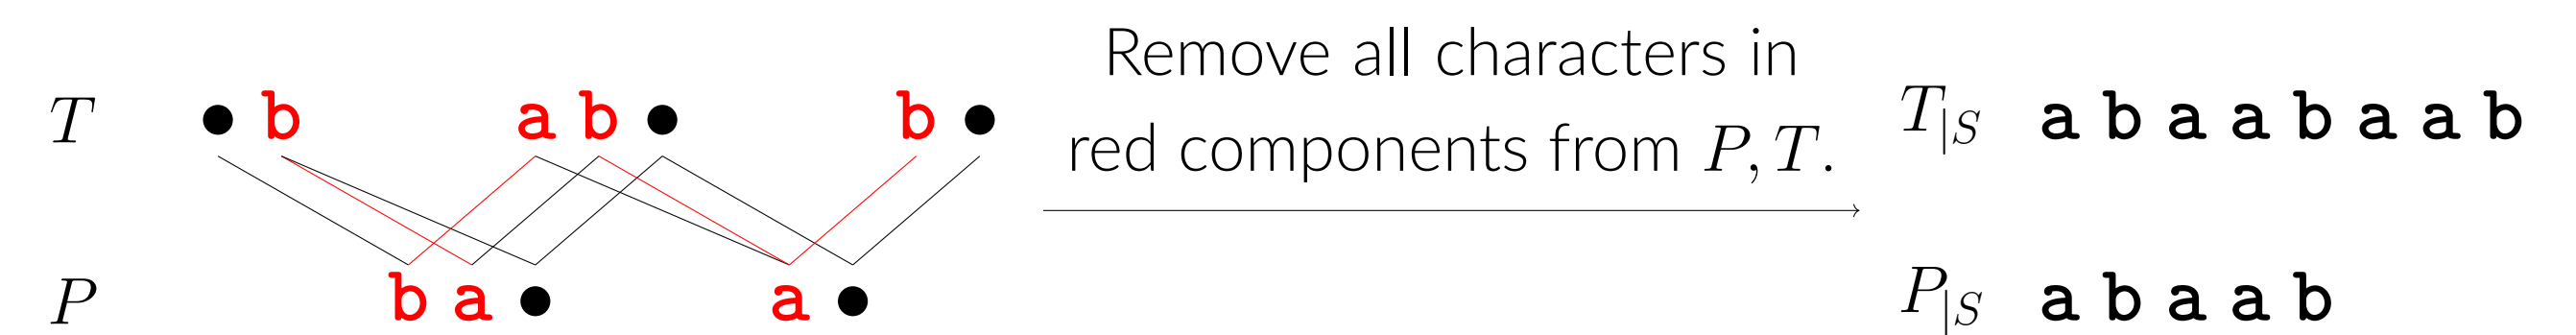 T ● b a b ● b ●
P b a ● a ●
Remove all characters in
red components from P, T.
T|S a b a a b a a b
P|S a b a a b